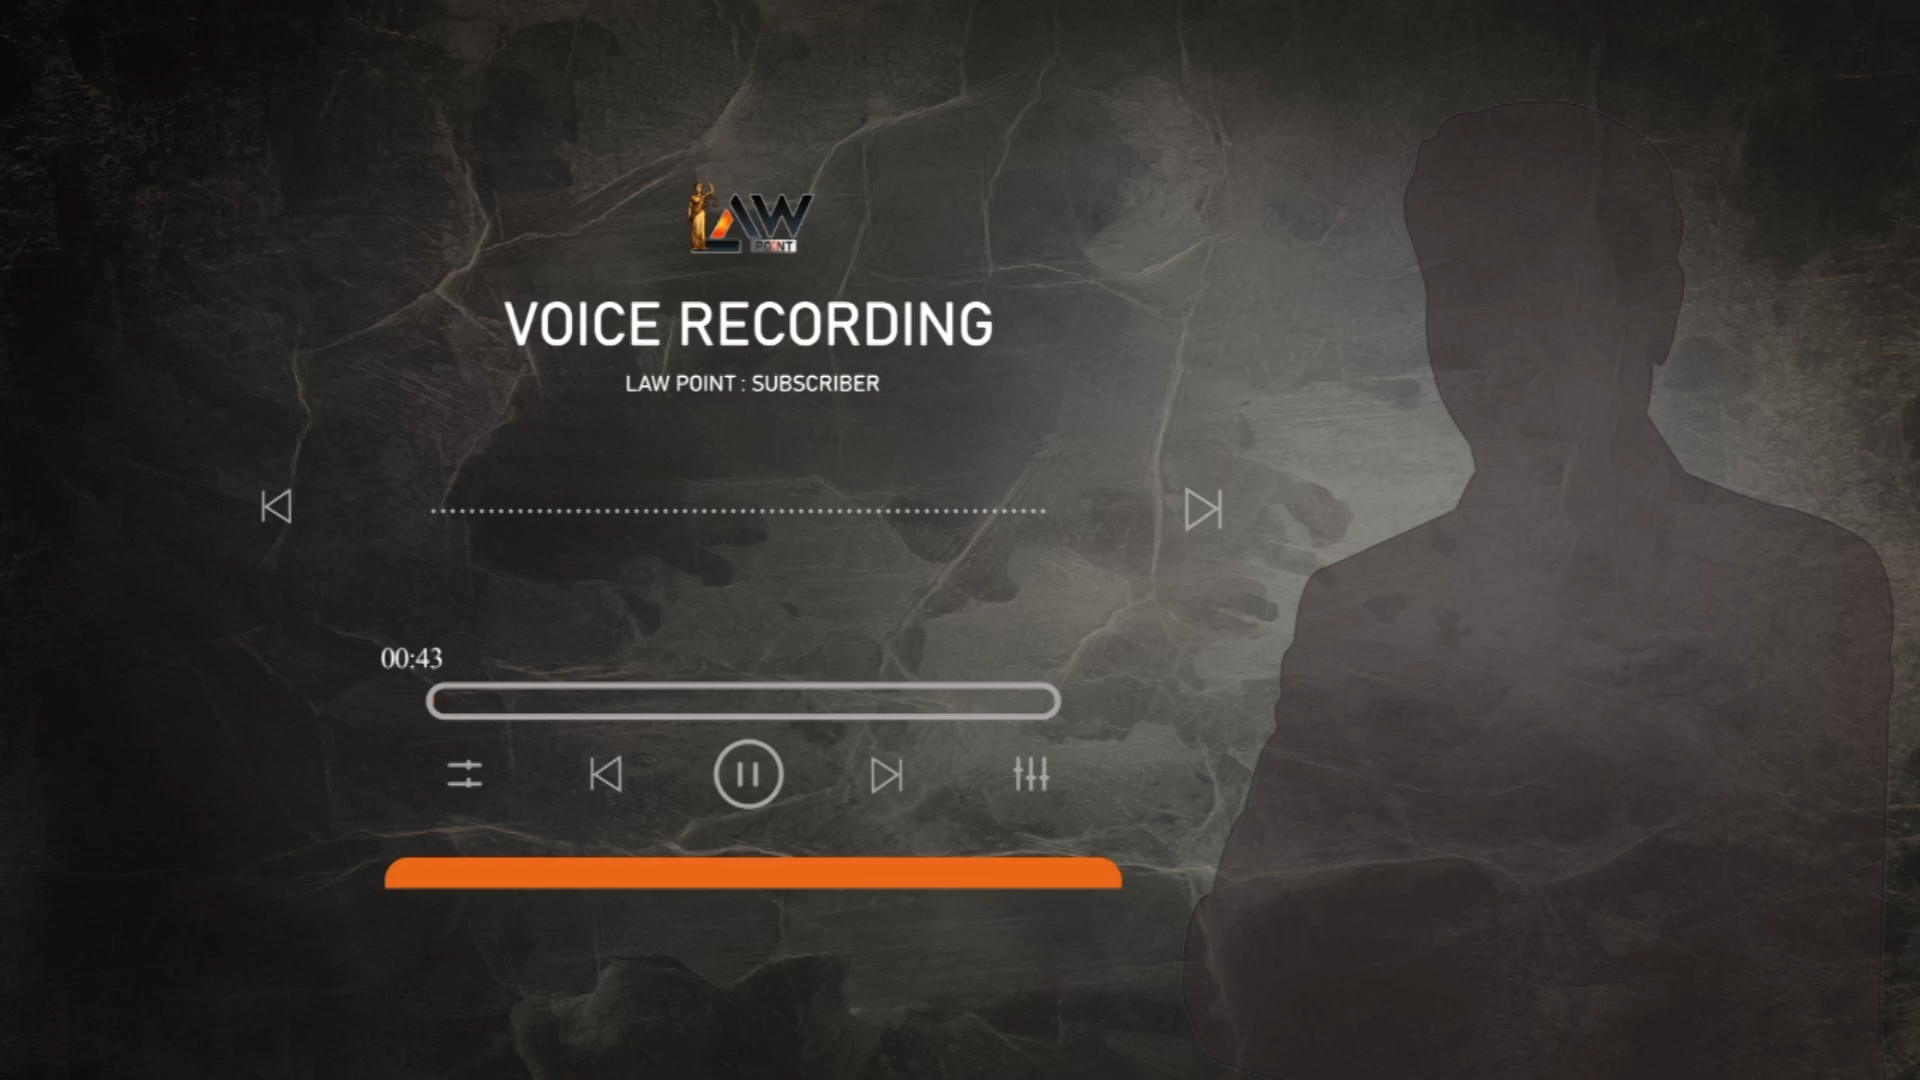 LAW
POINT
VOICE RECORDING
LAW POINT : SUBSCRIBER
00:43